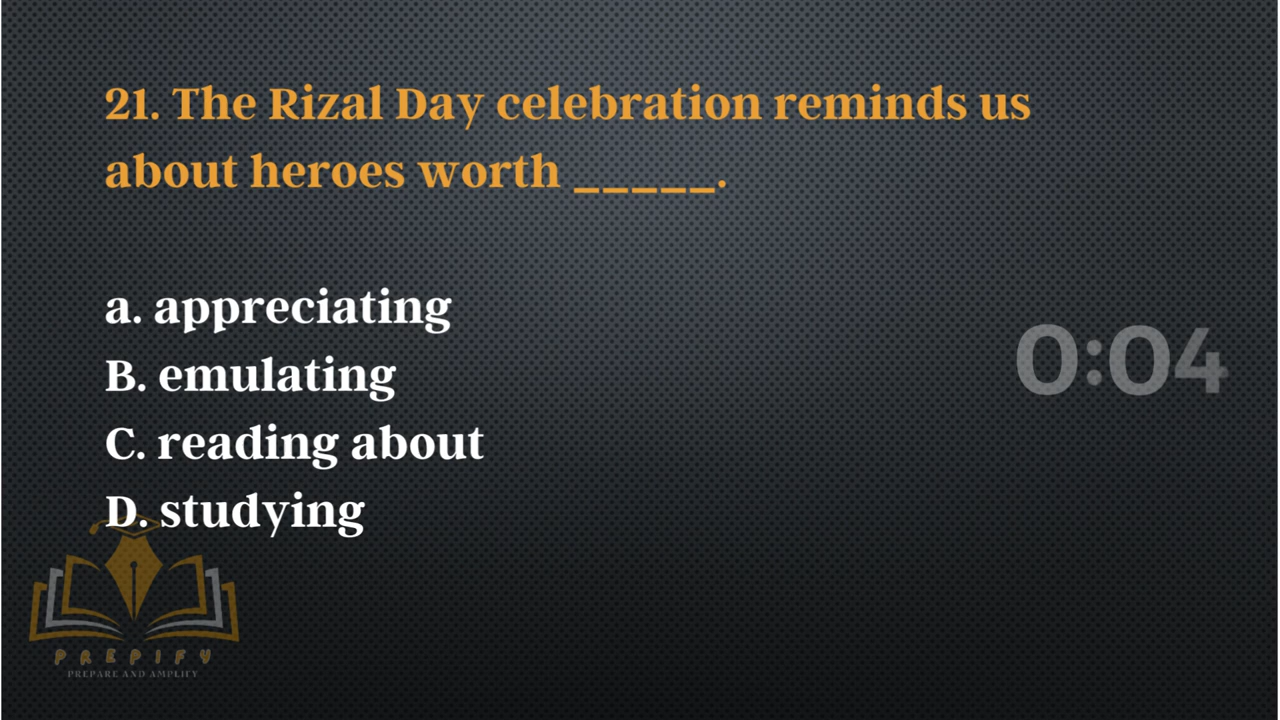 21. The Rizal Day celebration reminds us
about heroes worth _____.
a. appreciating
B. emulating
C. reading about
D. studying
0:04
PREPIFY
PREPARE AND AMPLIFY